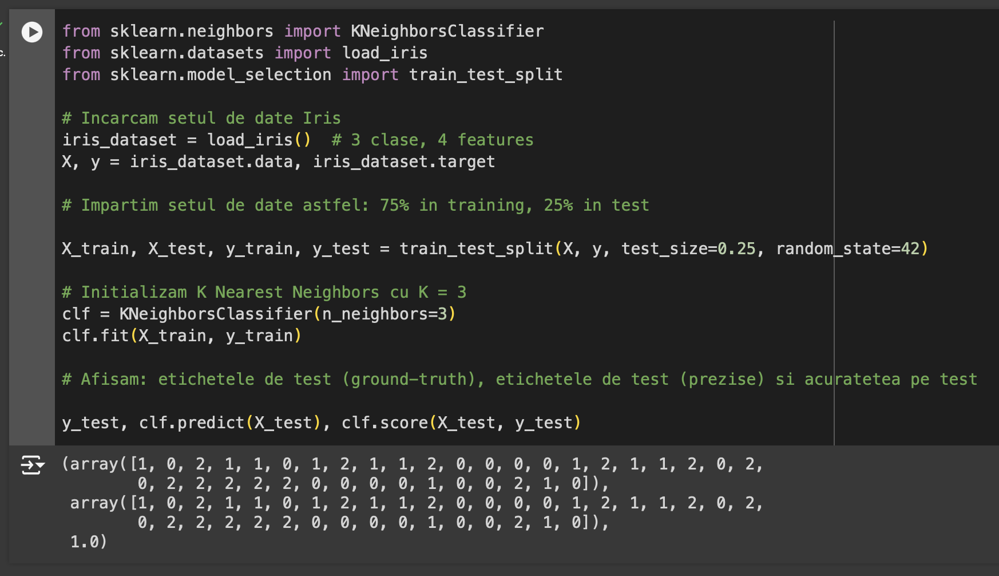 from sklearn.neighbors import KNeighborsClassifier
from sklearn.datasets import load_iris
from sklearn.model_selection import train_test_split
# Incarcam setul de date Iris
iris_dataset = load_iris()  # 3 clase, 4 features
X, y = iris_dataset.data, iris_dataset.target
# Impartim setul de date astfel: 75% in training, 25% in test
X_train, X_test, y_train, y_test = train_test_split(X, y, test_size=0.25, random_state=42)
# Initializam K Nearest Neighbors cu K = 3
clf = KNeighborsClassifier(n_neighbors=3)
clf.fit(X_train, y_train)
# Afisam: etichetele de test (ground-truth), etichetele de test (prezise) si acuratetea pe test
y_test, clf.predict(X_test), clf.score(X_test, y_test)
(array([1, 0, 2, 1, 1, 0, 1, 2, 1, 1, 2, 0, 0, 0, 0, 1, 2, 1, 1, 2, 0, 2,
0, 2, 2, 2, 2, 2, 0, 0, 0, 0, 1, 0, 0, 2, 1, 0]),
array([1, 0, 2, 1, 1, 0, 1, 2, 1, 1, 2, 0, 0, 0, 0, 1, 2, 1, 1, 2, 0, 2,
0, 2, 2, 2, 2, 2, 0, 0, 0, 0, 1, 0, 0, 2, 1, 0]),
1.0)